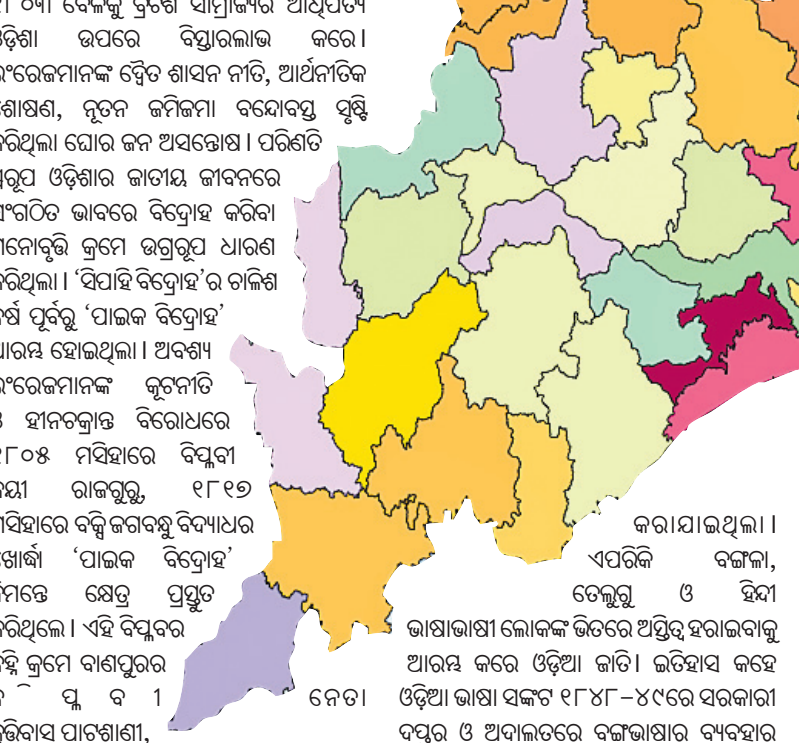 ବେଳକୁ ବ୍ରିଟିଶ ସାମ୍ରାଜ୍ୟର ଆଧିପତ୍ୟ
ଓଡ଼ିଶା ଉପରେ ବିସ୍ତାରଲାଭ କରେ।
ଇଂରେଜମାନଙ୍କ ଦ୍ୱୈତ ଶାସନ ନୀତି, ଆର୍ଥନୀତିକ
ଶୋଷଣ, ନୂତନ ଜମିଜମା ବନ୍ଦୋବସ୍ତ ସୃଷ୍ଟି
କରିଥିଲା ଘୋର ଜନ ଅସନ୍ତୋଷ। ପରିଣତି
ସ୍ୱରୂପ ଓଡ଼ିଶାର ଜାତୀୟ ଜୀବନରେ
ସଂଗଠିତ ଭାବରେ ବିଦ୍ରୋହ କରିବା
ମନୋବୃତ୍ତି କ୍ରମେ ଉଗ୍ରରୂପ ଧାରଣ
କରିଥିଲା। ‘ସିପାହି ବିଦ୍ରୋହ’ର ଚାଳିଶ
ବର୍ଷ ପୂର୍ବରୁ ‘ପାଇକ ବିଦ୍ରୋହ’
ଆରମ୍ଭ ହୋଇଥିଲା। ଅବଶ୍ୟ
ଇଂରେଜମାନଙ୍କ କୂଟନୀତି
ଓ ହୀନଚକ୍ରାନ୍ତ ବିରୋଧରେ
୧୮୦୫ ମସିହାରେ ବିପ୍ଳବୀ
ଜୟୀ ରାଜଗୁରୁ, ୧୮୧୭
ମସିହାରେ ବକ୍ସି ଜଗବନ୍ଧୁ ବିଦ୍ୟାଧର
ଖୋର୍ଦ୍ଧା ‘ପାଇକ ବିଦ୍ରୋହ’
ନିମନ୍ତେ କ୍ଷେତ୍ର ପ୍ରସ୍ତୁତ
କରିଥିଲେ। ଏହି ବିପ୍ଳବର
ବହ୍ନି କ୍ରମେ ବାଣପୁରର
ବିପ୍ଳବୀ ନେତା
କୃତ୍ତିବାସ ପାଟଶାଣୀ,
କରାଯାଇଥିଲା।
ଏପରିକି ବଙ୍ଗଳା,
ତେଲୁଗୁ ଓ ହିନ୍ଦୀ
ଭାଷାଭାଷୀ ଲୋକଙ୍କ ଭିତରେ ଅସ୍ତିତ୍ୱ ହରାଇବାକୁ
ଆରମ୍ଭ କରେ ଓଡ଼ିଆ ଜାତି। ଇତିହାସ କହେ
ଓଡ଼ିଆ ଭାଷା ସଙ୍କଟ ୧୮୪୮–୪୯ରେ ସରକାରୀ
ଦପ୍ତର ଓ ଅଦାଲତରେ ବଙ୍ଗଭାଷାର ବ୍ୟବହାର